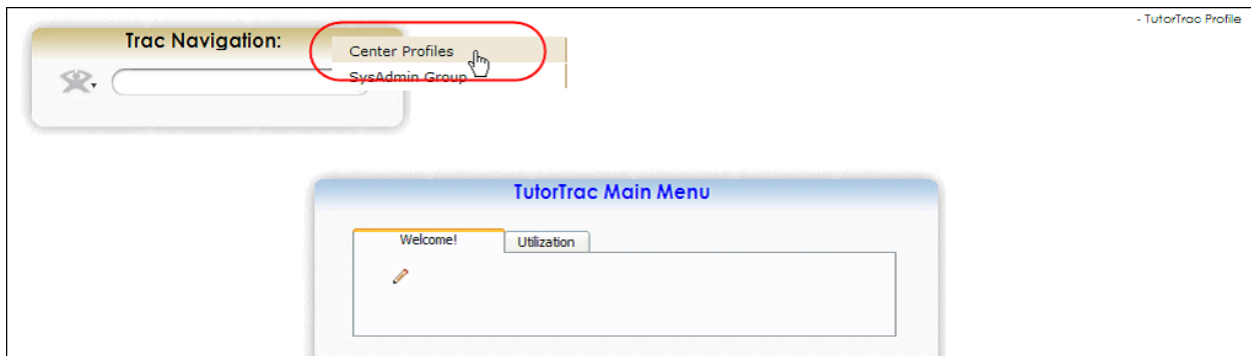 - TutorTrac Profile
Trac Navigation:
Center Profiles
SysAdmin Group
TutorTrac Main Menu
Welcome!
Utilization